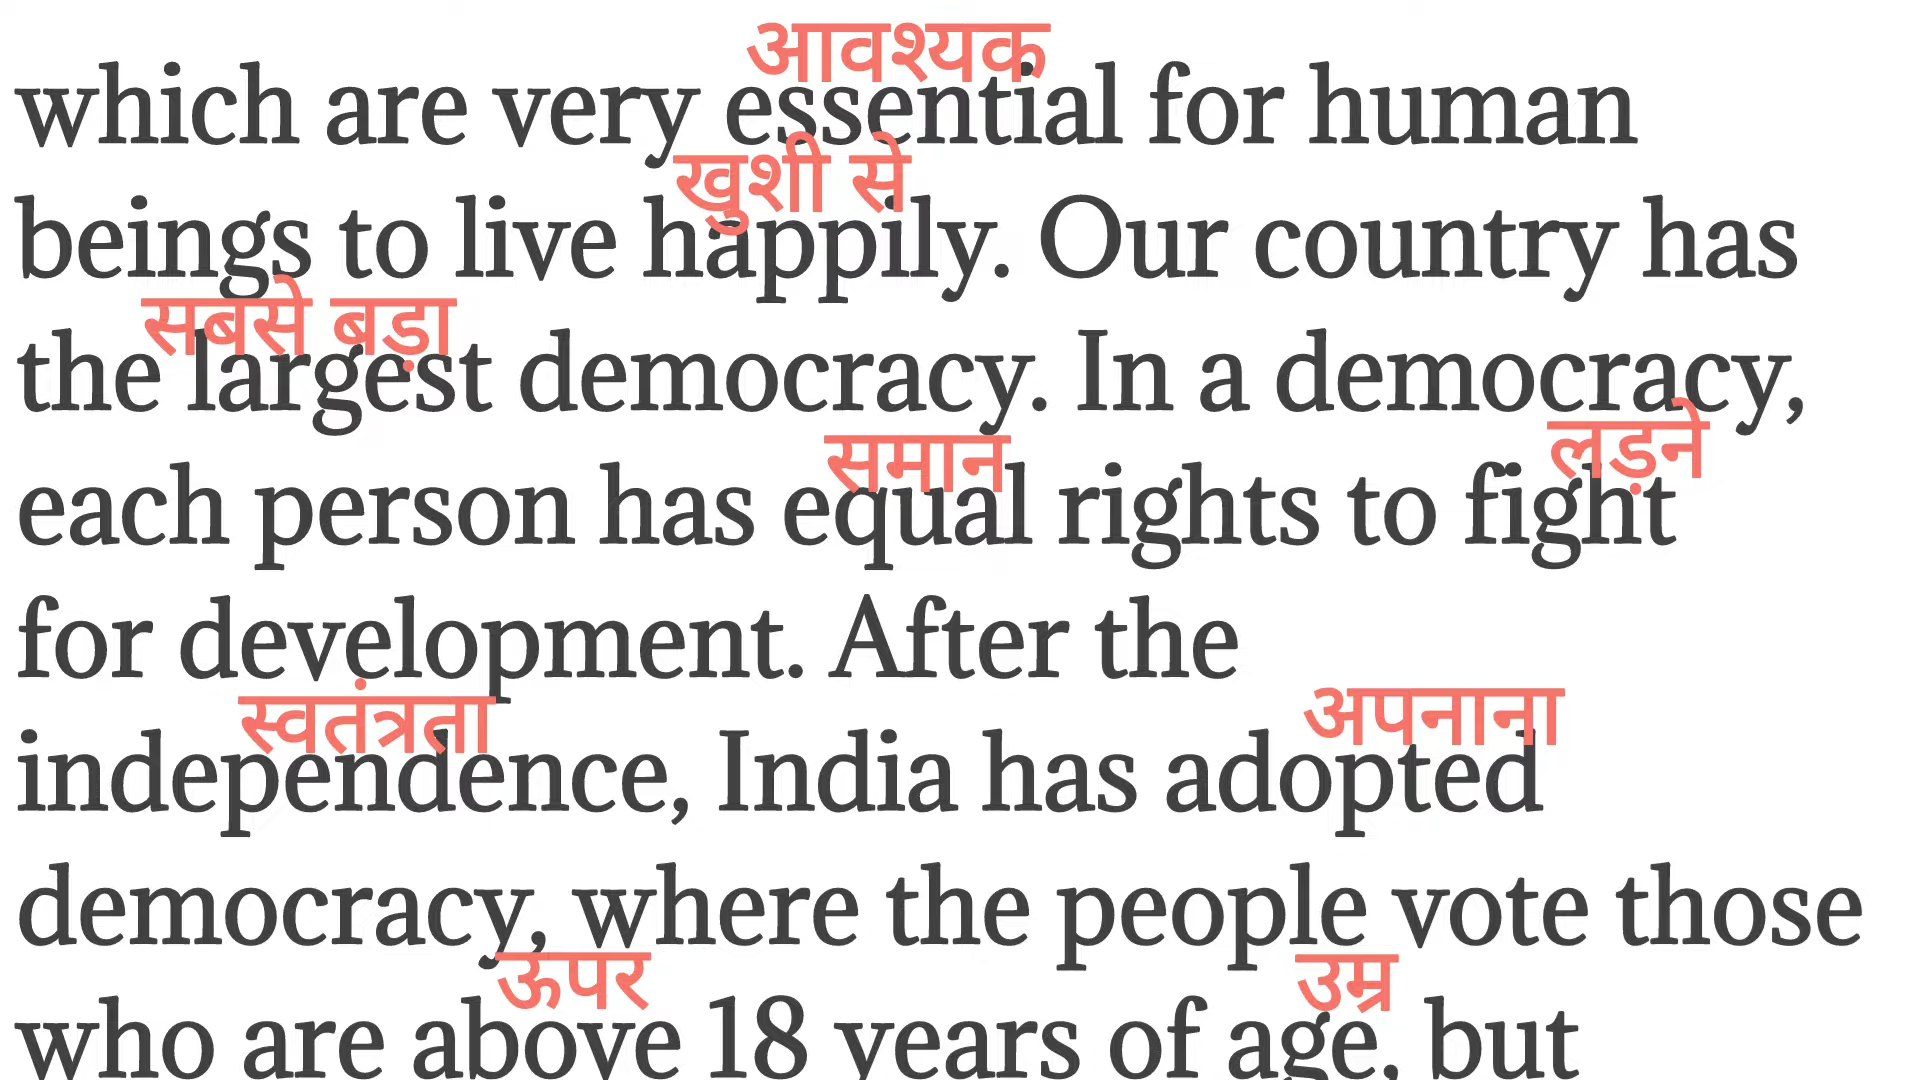 आवश्यक
which are very essential for human
खुशी से
beings to live happily. Our country has
सबसे बड़ा
the largest democracy. In a democracy,
समान लड़ने
each person has equal rights to fight
for development. After the
स्वतंत्रता अपनाना
independence, India has adopted
democracy, where the people vote those
ऊपर उम्र
who are above 18 years of age, but